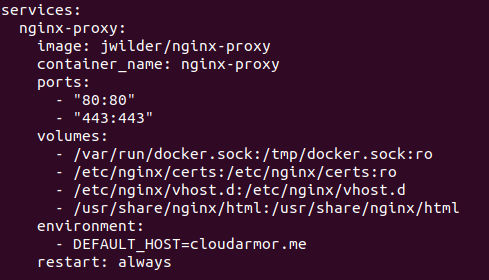 services:
  nginx-proxy:
    image: jwilder/nginx-proxy
    container_name: nginx-proxy
    ports:
      - "80:80"
      - "443:443"
    volumes:
      - /var/run/docker.sock:/tmp/docker.sock:ro
      - /etc/nginx/certs:/etc/nginx/certs:ro
      - /etc/nginx/vhost.d:/etc/nginx/vhost.d
      - /usr/share/nginx/html:/usr/share/nginx/html
    environment:
      - DEFAULT_HOST=cloudarmor.me
    restart: always